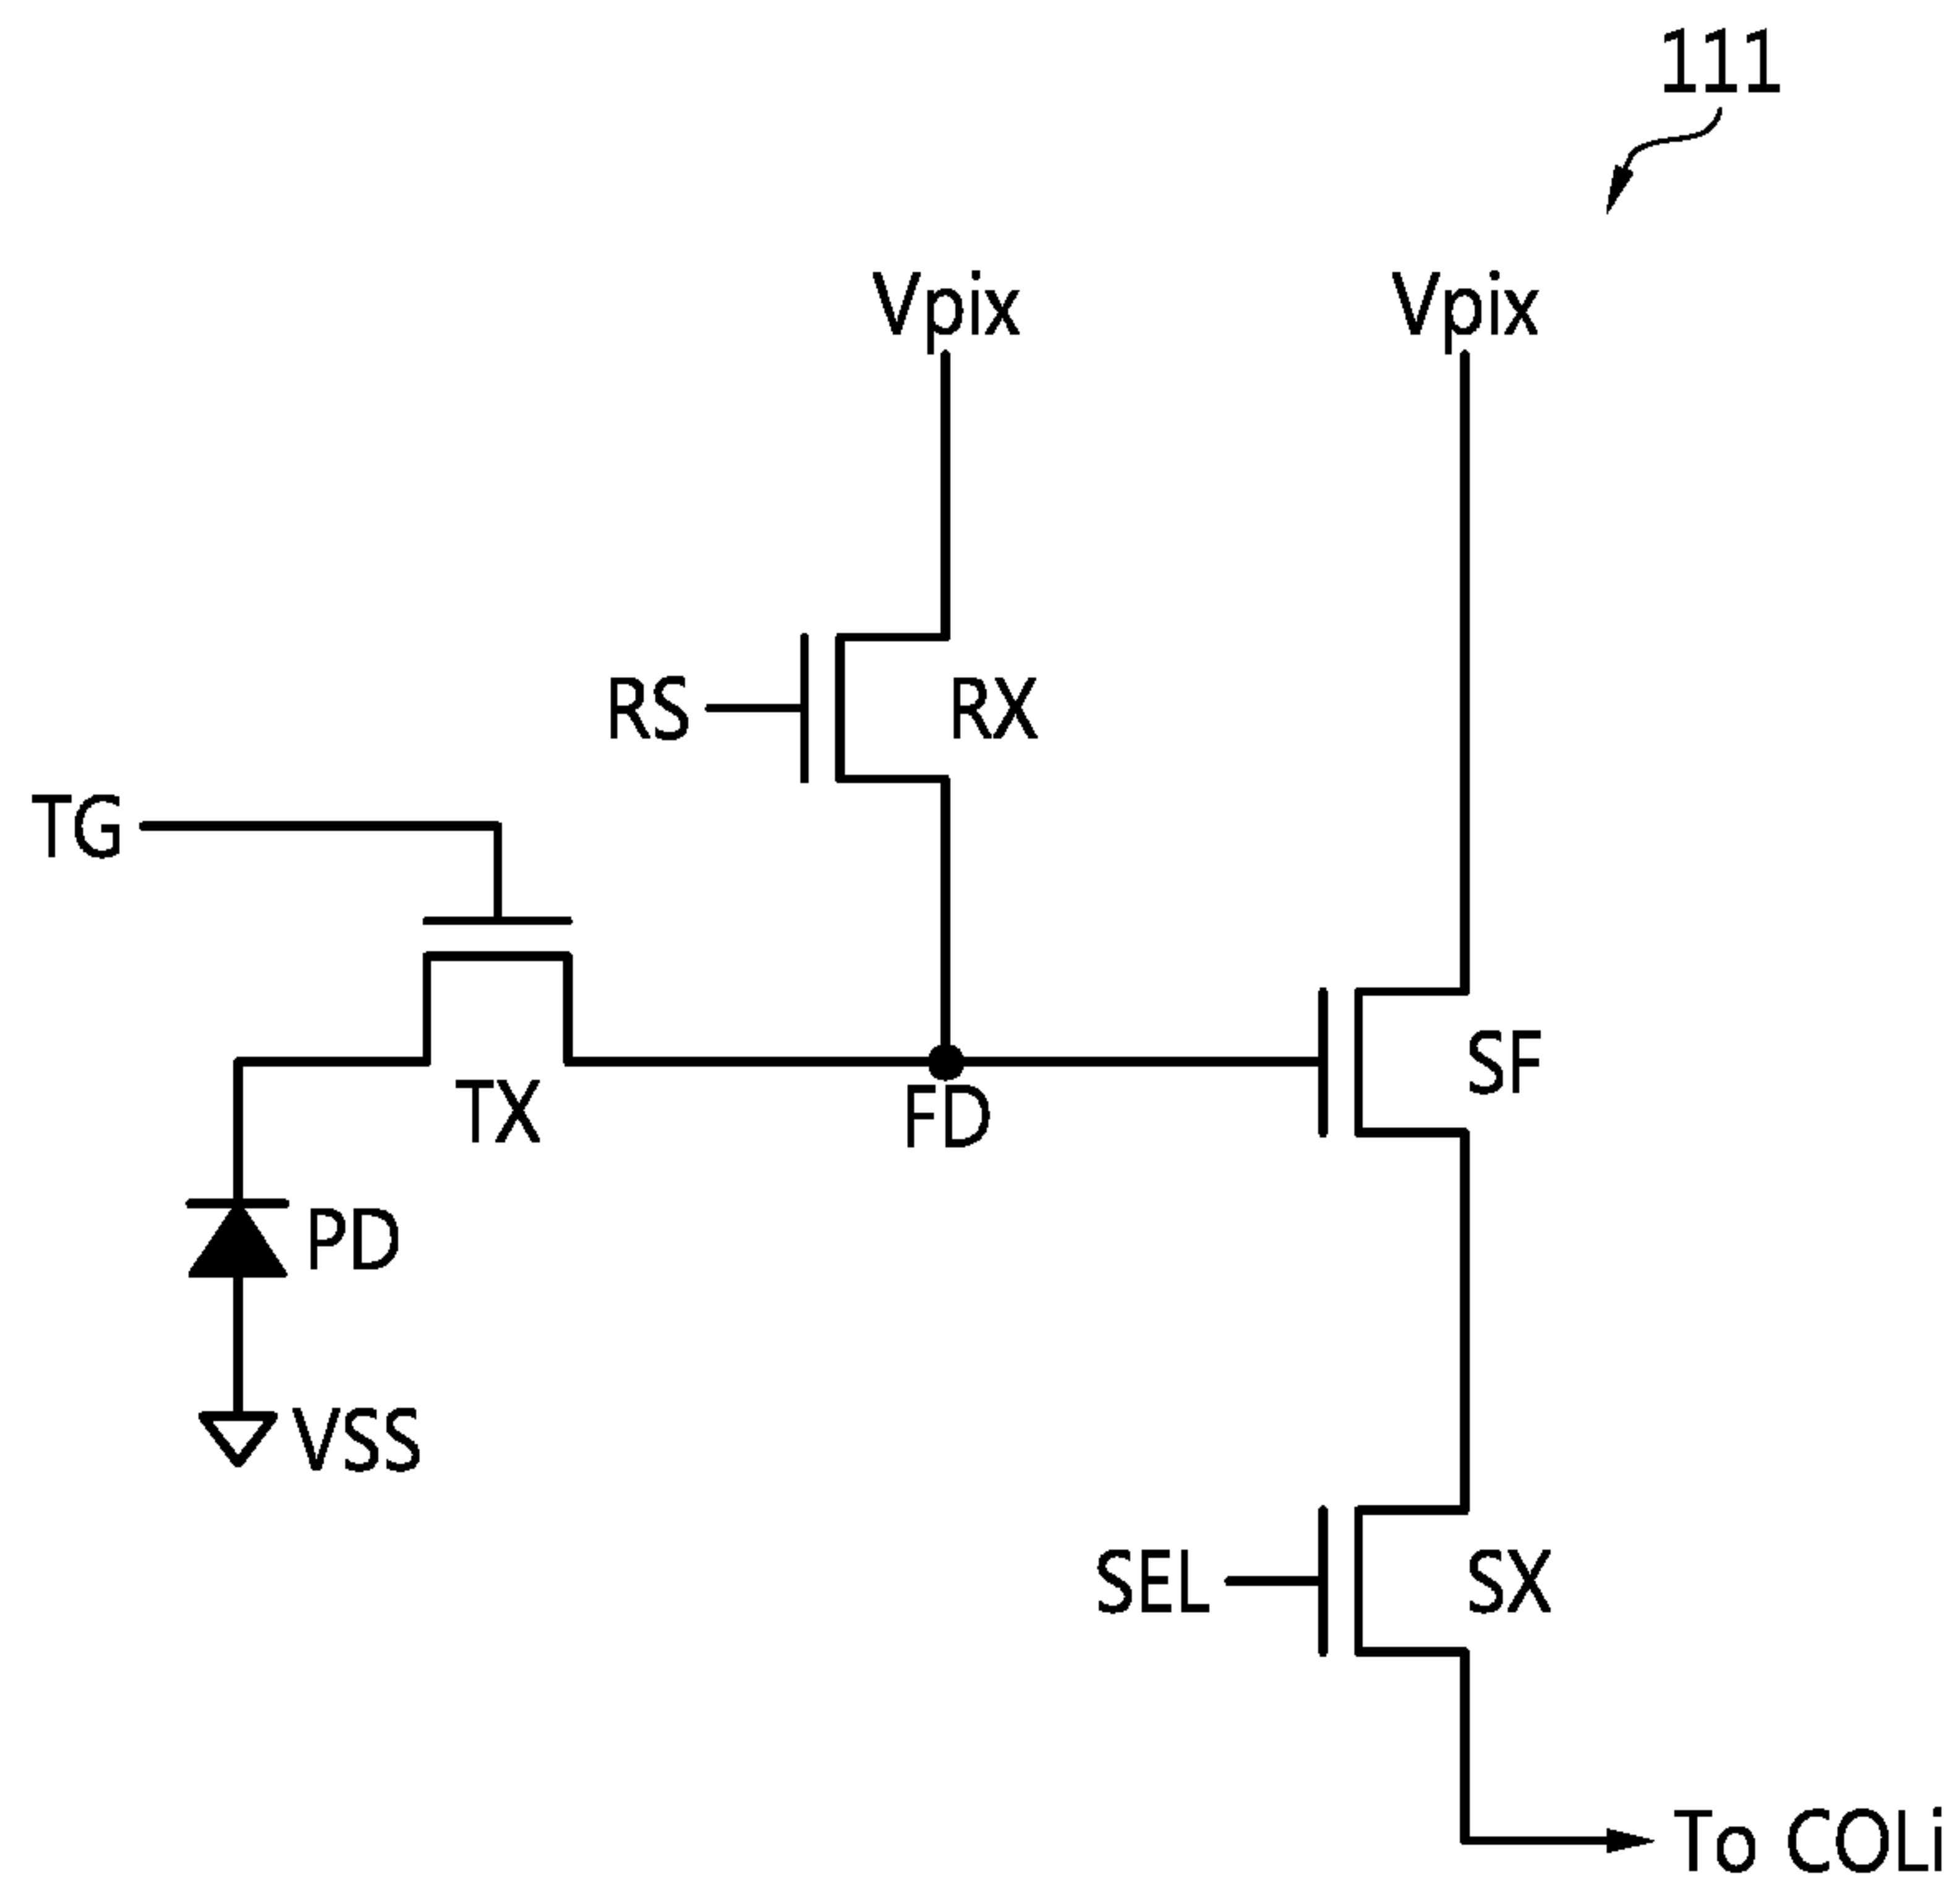 111
Vpix
Vpix
RS
RX
TG
TX
FD
SF
PD
VSS
SEL
SX
To COLi